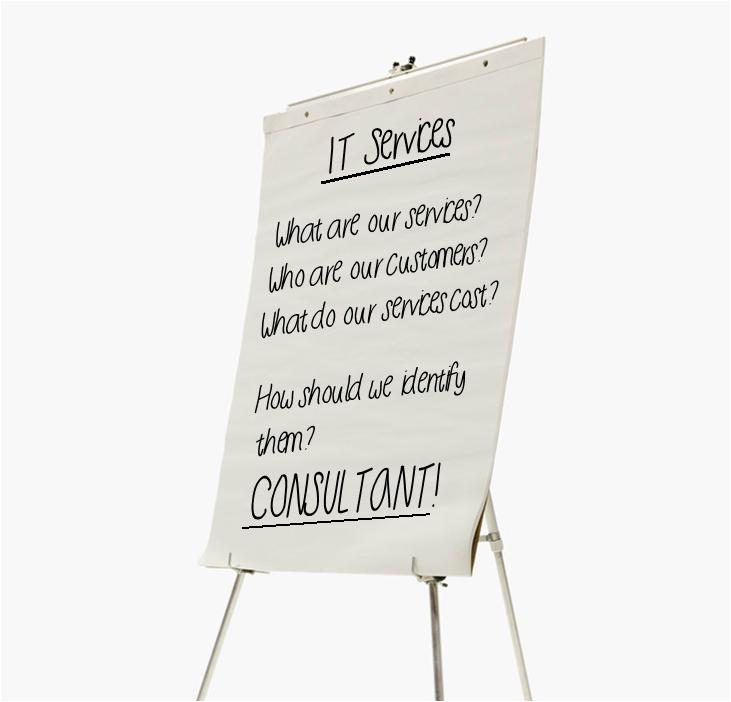 IT Services
What are our services?
Who are our customers?
What do our services cost?
How should we identify
them?
CONSULTANT!